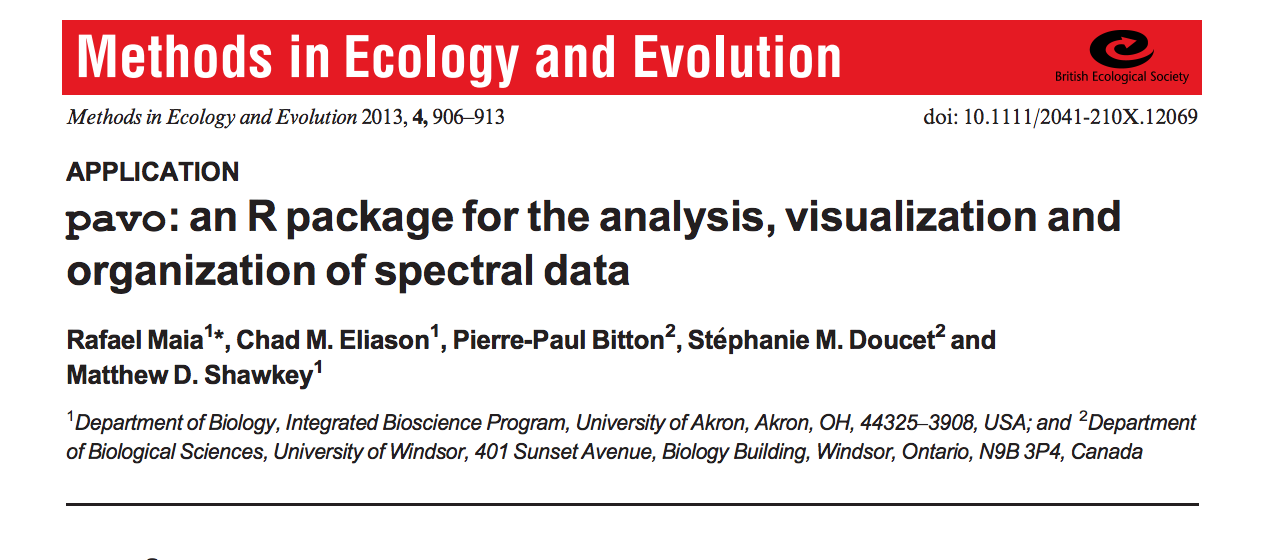 Methods in Ecology and Evolution
British Ecological Society
Methods in Ecology and Evolution 2013, 4, 906–913
doi: 10.1111/2041-210X.12069
APPLICATION
pavo: an R package for the analysis, visualization and
organization of spectral data
Rafael Maia1*, Chad M. Eliason1, Pierre-Paul Bitton2, Stéphanie M. Doucet2 and
Matthew D. Shawkey1
1Department of Biology, Integrated Bioscience Program, University of Akron, Akron, OH, 44325–3908, USA; and 2Department
of Biological Sciences, University of Windsor, 401 Sunset Avenue, Biology Building, Windsor, Ontario, N9B 3P4, Canada